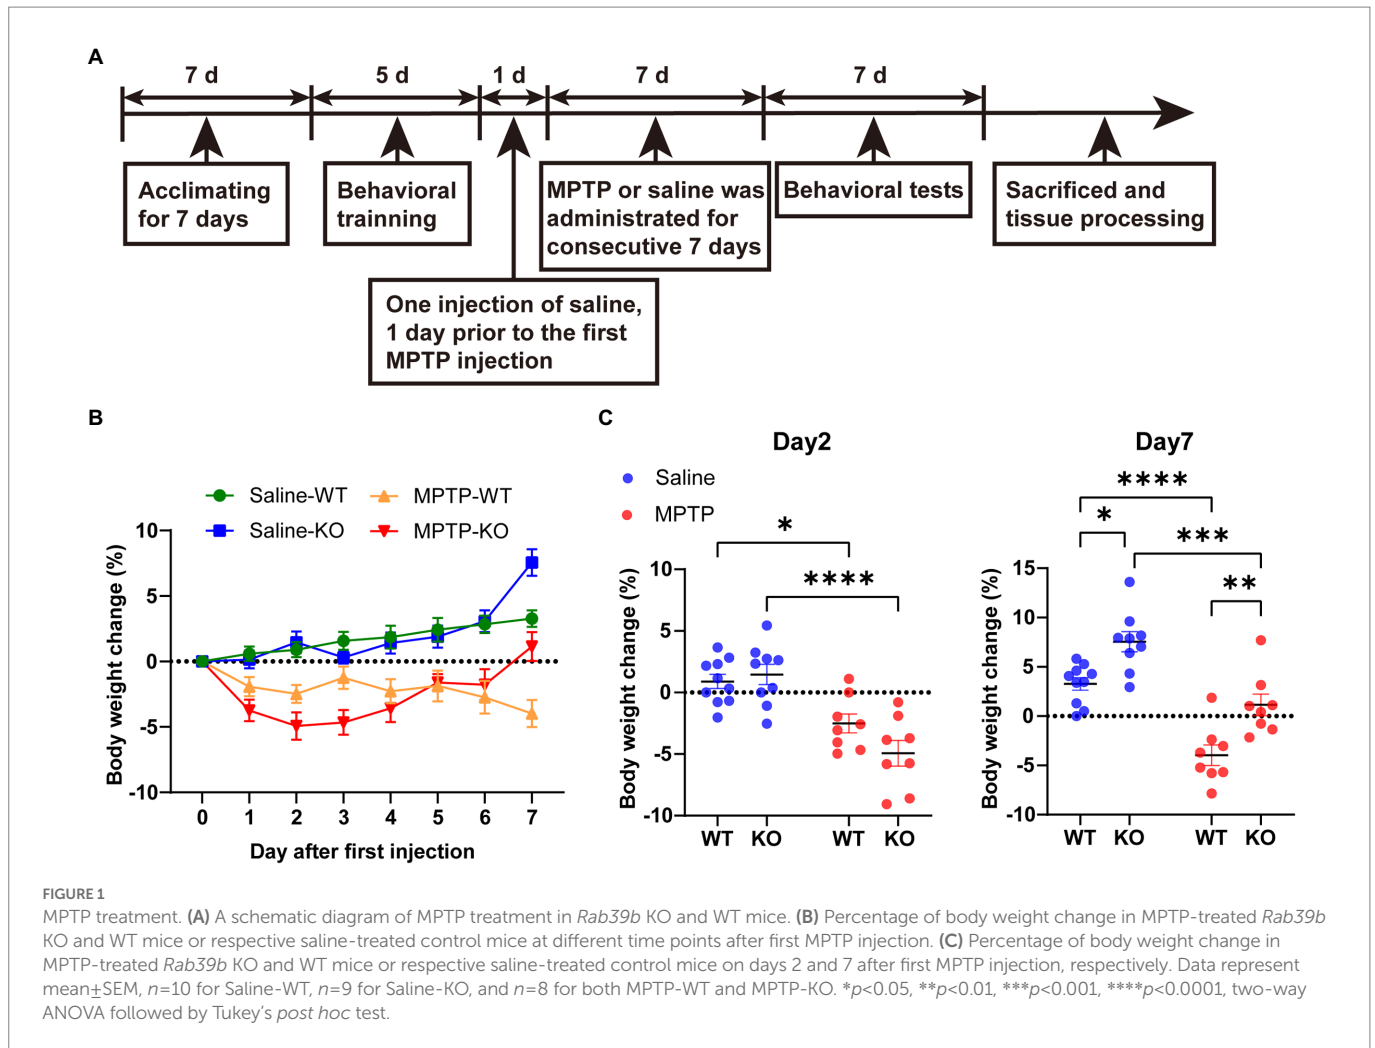 A
7 d
5 d
1 d
7 d
7 d
Acclimating
for 7 days
Behavioral
trainning
MPTP or saline was
administrated for
consecutive 7 days
Behavioral tests
Sacrificed and
tissue processing
One injection of saline,
1 day prior to the first
MPTP injection
B
Saline-WT
MPTP-WT
Saline-KO
MPTP-KO
Body weight change (%)
10
5
0
-5
-10
0 1 2 3 4 5 6 7
Day after first injection
C
Day2
Saline
MPTP
*
****
Body weight change (%)
10
5
0
-5
-10
WT KO WT KO
Day7
****
*
***
**
Body weight change (%)
15
10
5
0
-5
-10
WT KO WT KO
FIGURE 1
MPTP treatment. (A) A schematic diagram of MPTP treatment in Rab39b KO and WT mice. (B) Percentage of body weight change in MPTP-treated Rab39b
KO and WT mice or respective saline-treated control mice at different time points after first MPTP injection. (C) Percentage of body weight change in
MPTP-treated Rab39b KO and WT mice or respective saline-treated control mice on days 2 and 7 after first MPTP injection, respectively. Data represent
mean±SEM, n=10 for Saline-WT, n=9 for Saline-KO, and n=8 for both MPTP-WT and MPTP-KO. *p<0.05, **p<0.01, ***p<0.001, ****p<0.0001, two-way
ANOVA followed by Tukey's post hoc test.